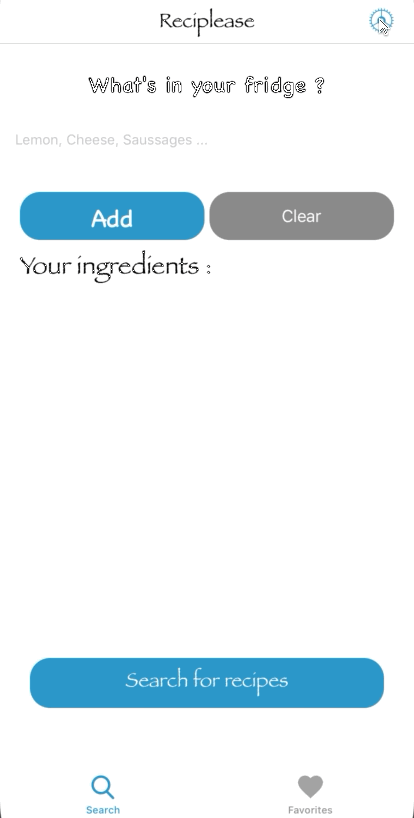 Reciplease
What's in your fridge ?
Lemon, Cheese, Saussages ...
Add Clear
Your ingredients :
Search for recipes
Search Favorites